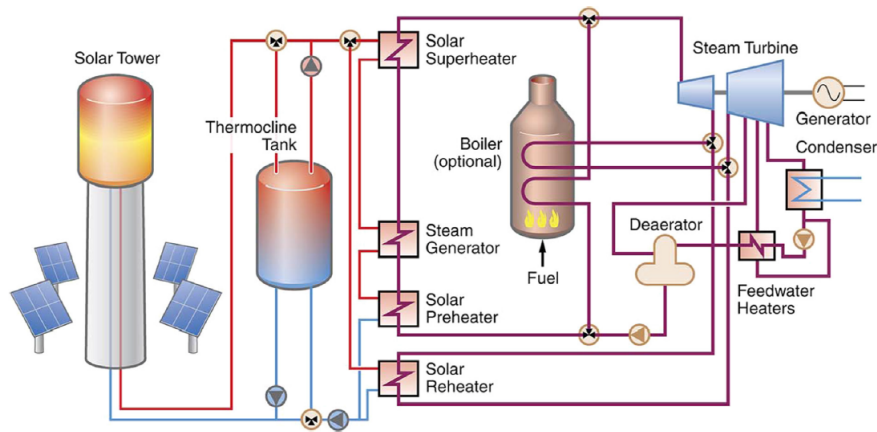 Solar Tower
Thermocline
Tank
Solar
Superheater
Steam Turbine
Generator
Boiler
(optional)
Condenser
Steam
Generator
Deaerator
Fuel
Feedwater
Heaters
Solar
Preheater
Solar
Reheater